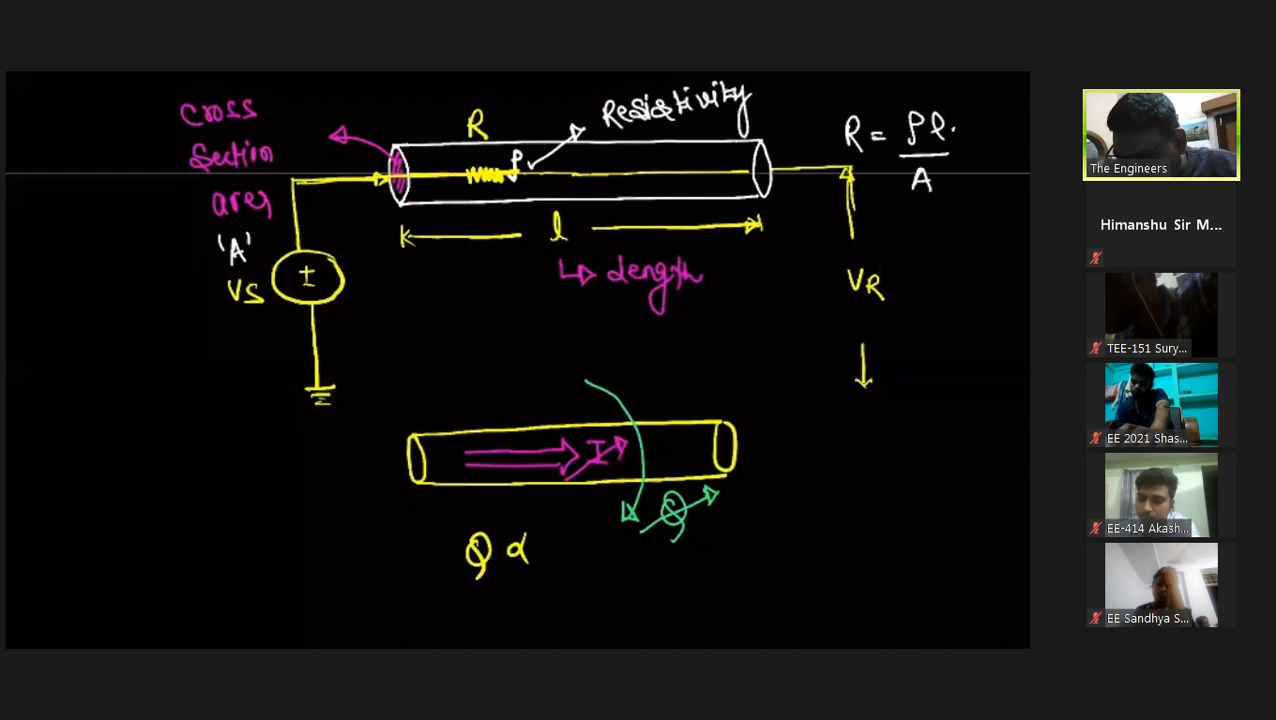 Cross
Section
area
'A'
R
ρ
Resistivity
R = ρl
A
VS
±
l
↳ Length
VR
I
Φ
Φ α
The Engineers
Himanshu Sir M...
TEE-151 Sury...
EE 2021 Shas...
EE-414 Akash...
EE Sandhya S...